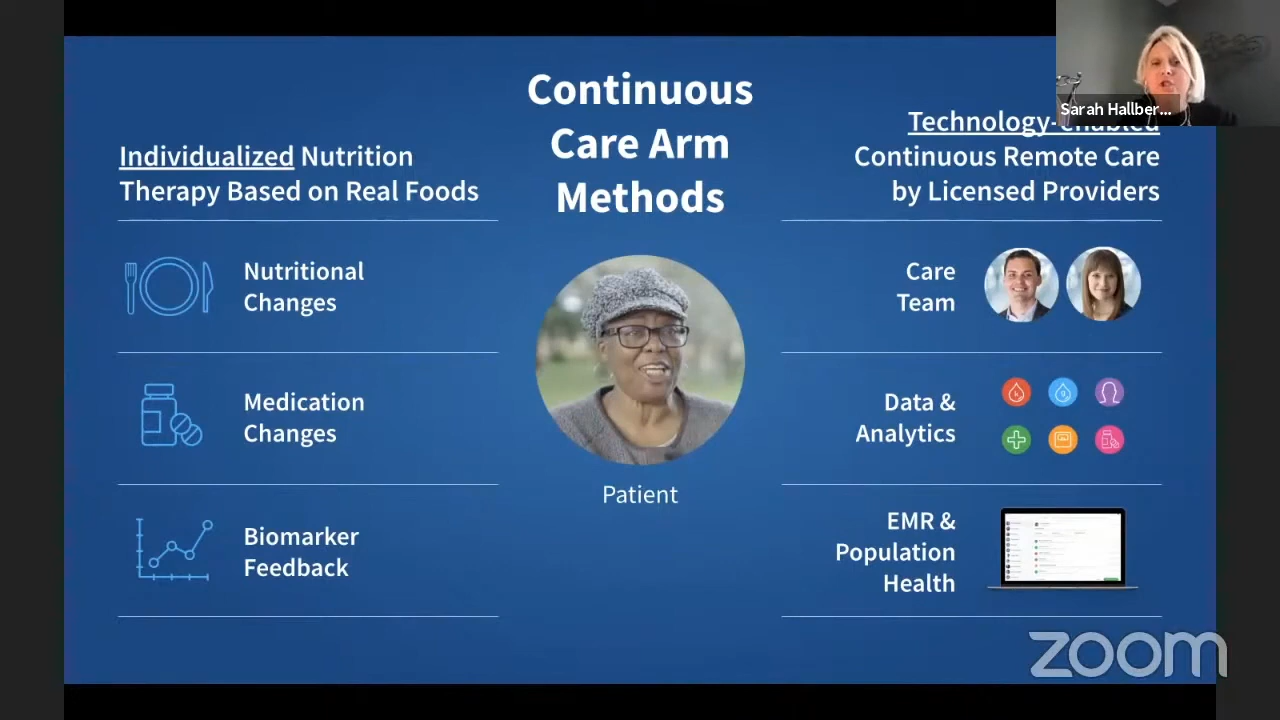 Continuous
Care Arm
Methods
Individualized Nutrition
Therapy Based on Real Foods
Nutritional
Changes
Medication
Changes
Biomarker
Feedback
Patient
Technology-enabled
Continuous Remote Care
by Licensed Providers
Care
Team
Data &
Analytics
EMR &
Population
Health
Sarah Hallber...
zoom